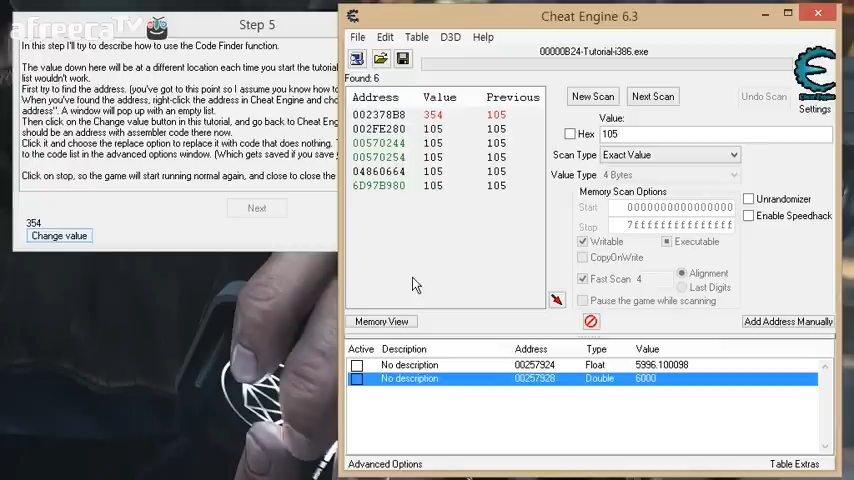 afreecaTV
Step 5
In this step I'll try to describe how to use the Code Finder function.
The value down here will be at a different location each time you start the tutorial
list wouldn't work.
First try to find the address. (you've got to this point so I assume you know how to
When you've found the address, right-click the address in Cheat Engine and cho
address". A window will pop up with an empty list.
Then click on the Change value button in this tutorial, and go back to Cheat Eng
should be an address with assembler code there now.
Click it and choose the replace option to replace it with code that does nothing. T
to the code list in the advanced options window. (Which gets saved if you save y
Click on stop, so the game will start running normal again, and close to close the
Next
354
Change value
Cheat Engine 6.3
File Edit Table D3D Help
00000B24-Tutorial-i386.exe
Found: 6
Address Value Previous
002378B8 354 105
002FE280 105 105
00570244 105 105
00570254 105 105
04860664 105 105
6D97B980 105 105
New Scan Next Scan Undo Scan
Settings
Value:
Hex 105
Scan Type Exact Value
Value Type 4 Bytes
Memory Scan Options
Start 0000000000000000
Stop 7fffffffffffffff
Writable Executable
CopyOnWrite
Fast Scan 4 Alignment
Last Digits
Pause the game while scanning
Unrandomizer
Enable Speedhack
Memory View Add Address Manually
Active Description Address Type Value
No description 00257924 Float 5996.100098
No description 00257928 Double 6000
Advanced Options Table Extras